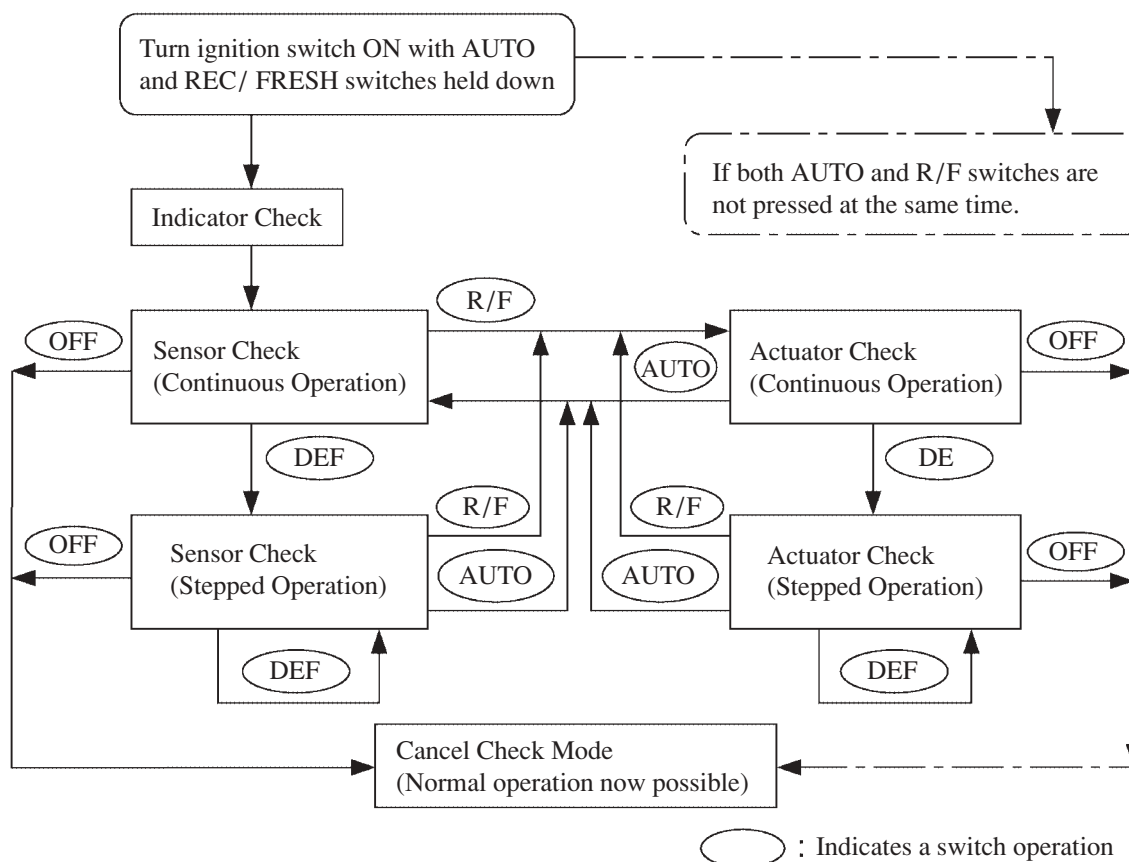 Turn ignition switch ON with AUTO
and REC/ FRESH switches held down
If both AUTO and R/F switches are
not pressed at the same time.
Indicator Check
R/F
OFF
Sensor Check
(Continuous Operation)
AUTO
Actuator Check
(Continuous Operation)
OFF
DEF
DE
OFF
Sensor Check
(Stepped Operation)
R/F
AUTO
R/F
AUTO
Actuator Check
(Stepped Operation)
OFF
DEF
DEF
Cancel Check Mode
(Normal operation now possible)
: Indicates a switch operation